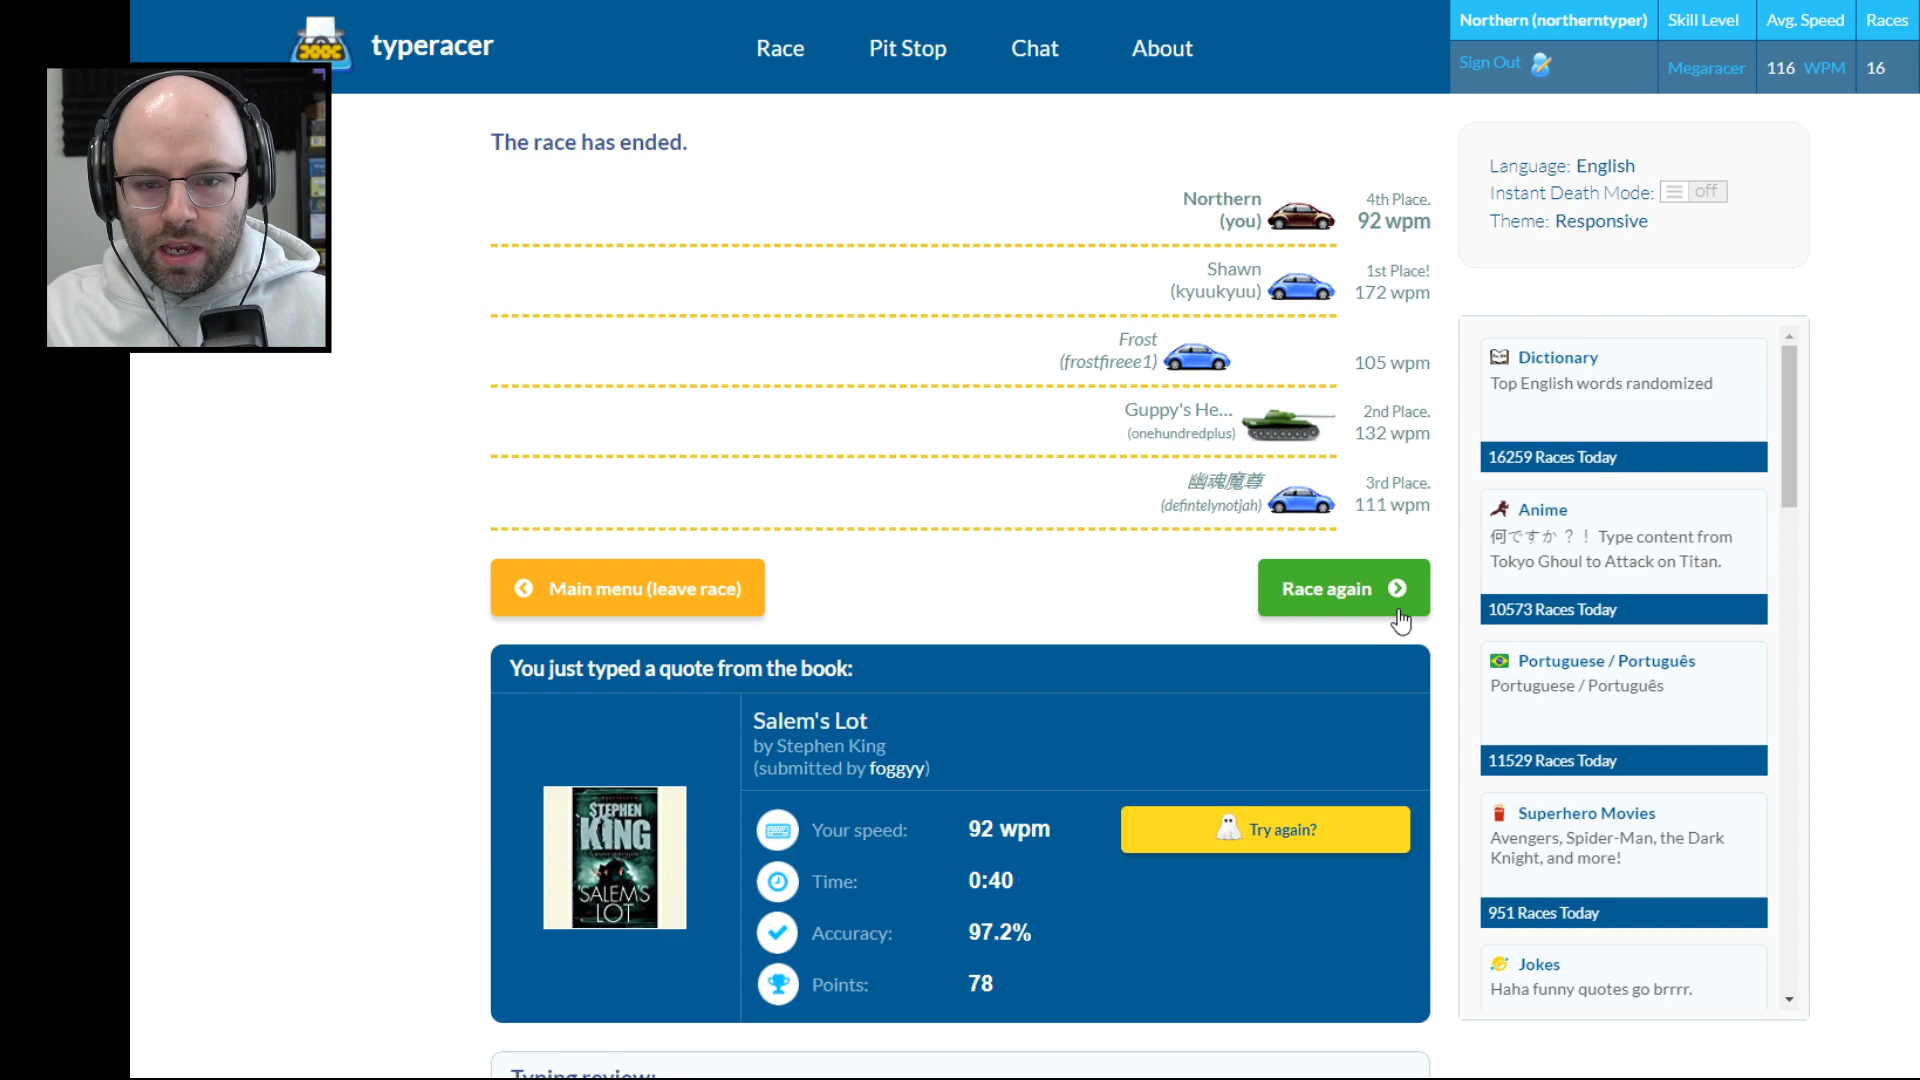 typeracer
Race
Pit Stop
Chat
About
Northern (northerntyper)
Skill Level
Avg. Speed
Races
Sign Out
Megaracer
116 WPM
16
The race has ended.
Northern
(you)
4th Place.
92 wpm
Shawn
(kyuukyuu)
1st Place!
172 wpm
Frost
(frostfireee1)
105 wpm
Guppy's He...
(onehundredplus)
2nd Place.
132 wpm
幽魂魔尊
(defintelynotjah)
3rd Place.
111 wpm
Main menu (leave race)
Race again
You just typed a quote from the book:
STEPHEN
KING
'SALEM'S
LOT
Salem's Lot
by Stephen King
(submitted by foggyy)
Your speed:
92 wpm
Try again?
Time:
0:40
Accuracy:
97.2%
Points:
78
Typing review:
Language: English
Instant Death Mode: off
Theme: Responsive
Dictionary
Top English words randomized
16259 Races Today
Anime
何ですか？！ Type content from
Tokyo Ghoul to Attack on Titan.
10573 Races Today
Portuguese / Português
Portuguese / Português
11529 Races Today
Superhero Movies
Avengers, Spider-Man, the Dark
Knight, and more!
951 Races Today
Jokes
Haha funny quotes go brrrr.